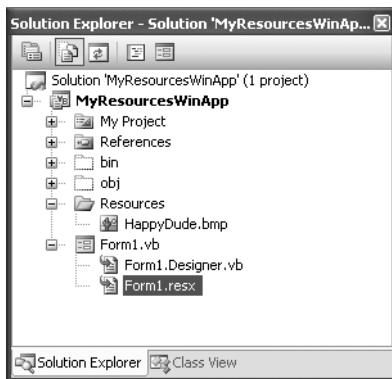 Solution Explorer - Solution 'MyResourcesWinAp...
Solution 'MyResourcesWinApp' (1 project)
MyResourcesWinApp
My Project
References
bin
obj
Resources
HappyDude.bmp
Form1.vb
Form1.Designer.vb
Form1.resx
Solution Explorer Class View